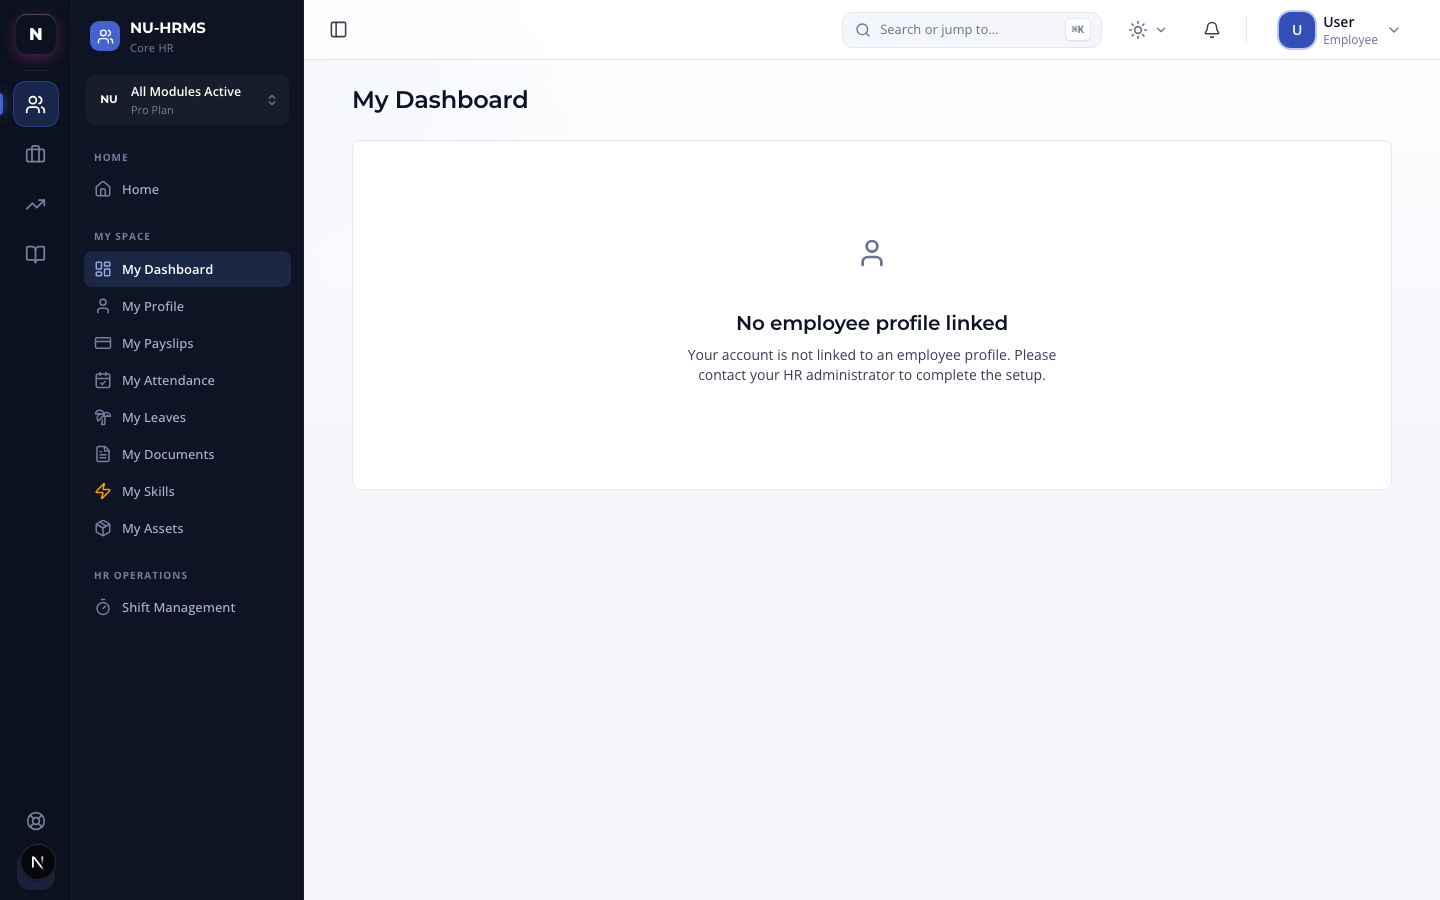 N
NU-HRMS
Core HR
NU
All Modules Active
Pro Plan
HOME
Home
MY SPACE
My Dashboard
My Profile
My Payslips
My Attendance
My Leaves
My Documents
My Skills
My Assets
HR OPERATIONS
Shift Management
N
Search or jump to...
⌘K
U
User
Employee
My Dashboard
No employee profile linked
Your account is not linked to an employee profile. Please
contact your HR administrator to complete the setup.